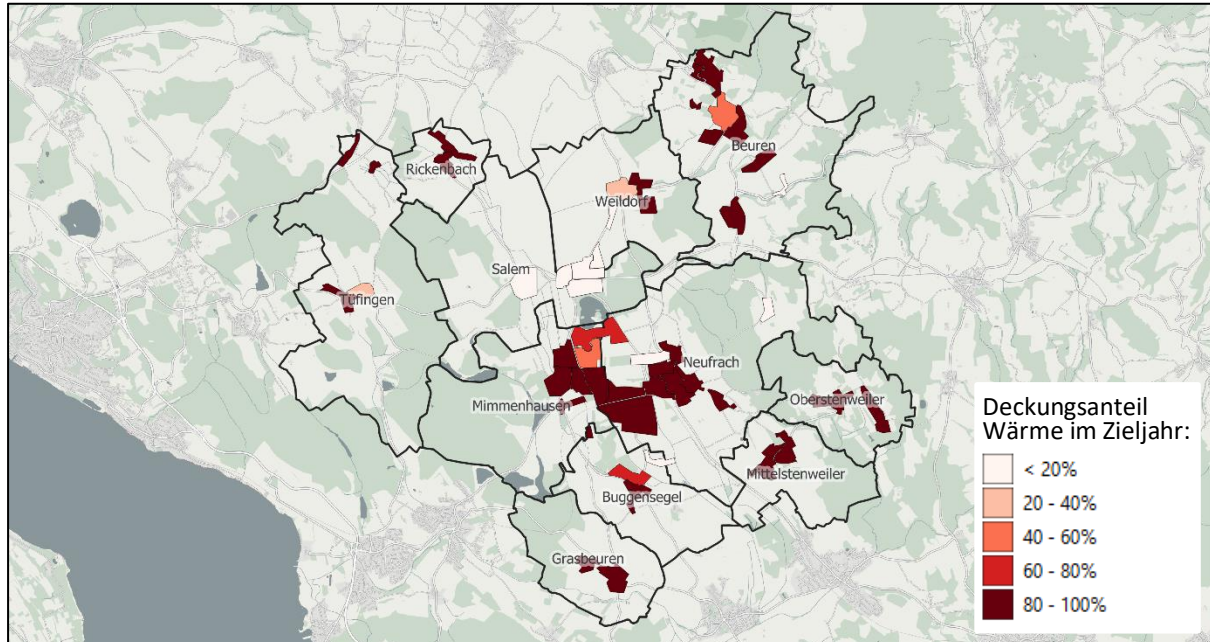 Beuren
Rickenbach
Weildorf
Salem
Tüfingen
Neufrach
Mimmenhausen
Oberstenweiler
Mittelstenweiler
Buggensegel
Grasbeuren
Deckungsanteil
Wärme im Zieljahr:
< 20%
20 - 40%
40 - 60%
60 - 80%
80 - 100%